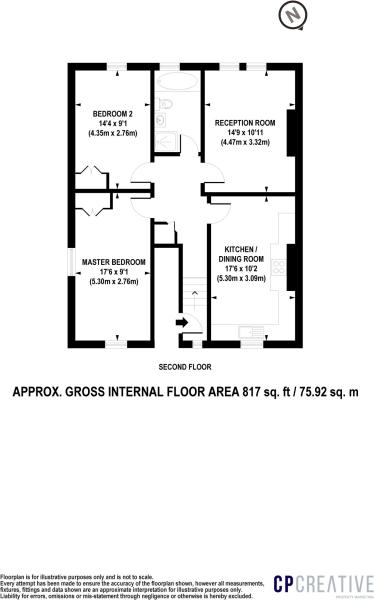 N
BEDROOM 2
14'4 x 9'1
(4.35m x 2.76m)
RECEPTION ROOM
14'9 x 10'11
(4.47m x 3.32m)
MASTER BEDROOM
17'6 x 9'1
(5.30m x 2.76m)
KITCHEN /
DINING ROOM
17'6 x 10'2
(5.30m x 3.09m)
SECOND FLOOR
APPROX. GROSS INTERNAL FLOOR AREA 817 sq. ft / 75.92 sq. m
Floorplan is for illustrative purposes only and is not to scale.
Every attempt has been made to ensure the accuracy of the floorplan shown, however all measurements,
fixtures, fittings and data shown are an approximate interpretation for illustrative purposes only.
Liability for errors, omissions or mis-statement through negligence or otherwise is hereby excluded.
CPCREATIVE
PROPERTY MARKETING